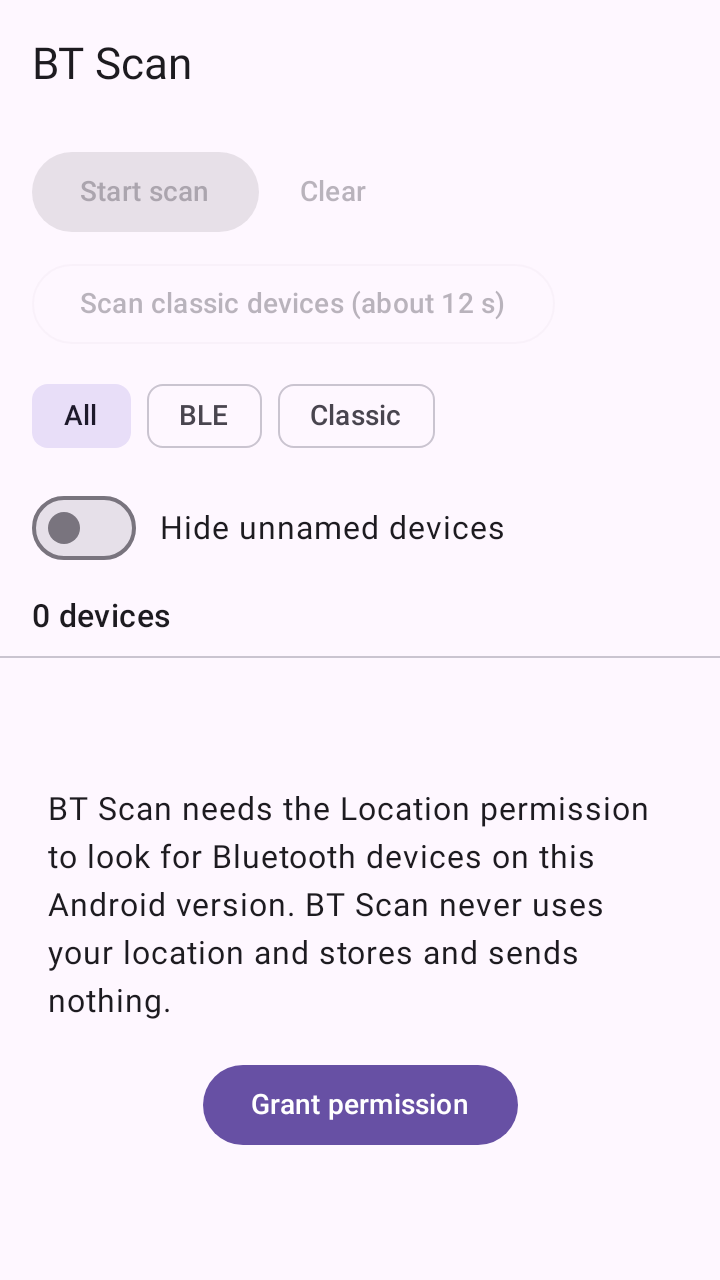 BT Scan
Start scan
Clear
Scan classic devices (about 12 s)
All
BLE
Classic
Hide unnamed devices
0 devices
BT Scan needs the Location permission
to look for Bluetooth devices on this
Android version. BT Scan never uses
your location and stores and sends
nothing.
Grant permission